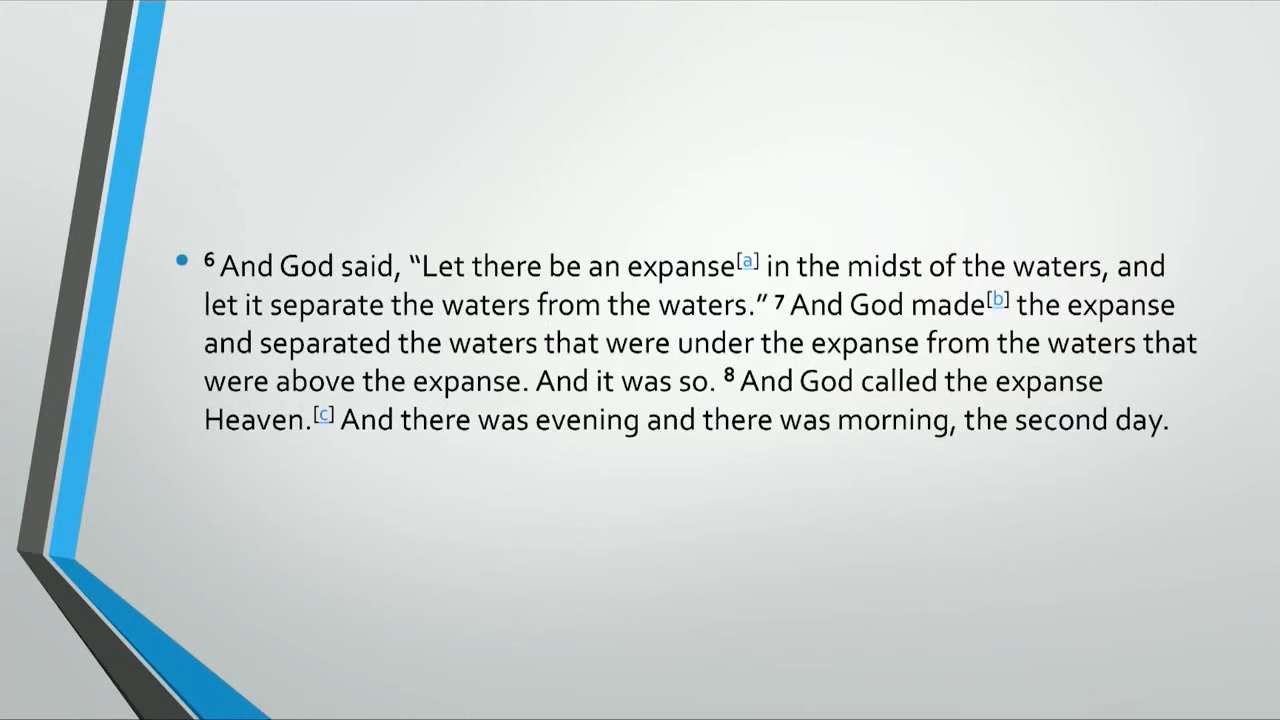 • ⁶ And God said, “Let there be an expanse[a] in the midst of the waters, and
let it separate the waters from the waters.” ⁷ And God made[b] the expanse
and separated the waters that were under the expanse from the waters that
were above the expanse. And it was so. ⁸ And God called the expanse
Heaven.[c] And there was evening and there was morning, the second day.